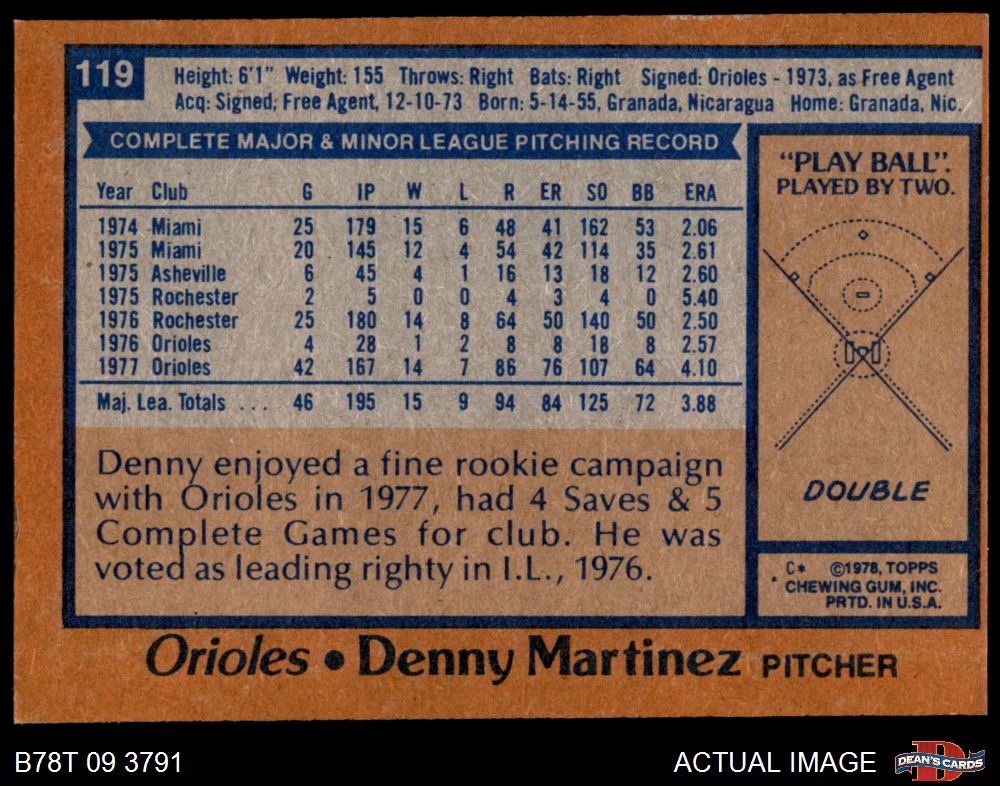 119
Height: 6'1" Weight: 155 Throws: Right Bats: Right Signed: Orioles - 1973, as Free Agent
Acq: Signed, Free Agent, 12-10-73 Born: 5-14-55, Granada, Nicaragua Home: Granada, Nic.
COMPLETE MAJOR & MINOR LEAGUE PITCHING RECORD
Year Club G IP W L R ER SO BB ERA
1974 Miami 25 179 15 6 48 41 162 53 2.06
1975 Miami 20 145 12 4 54 42 114 35 2.61
1975 Asheville 6 45 4 1 16 13 18 12 2.60
1975 Rochester 2 5 0 0 4 3 4 0 5.40
1976 Rochester 25 180 14 8 64 50 140 50 2.50
1976 Orioles 4 28 1 2 8 8 18 8 2.57
1977 Orioles 42 167 14 7 86 76 107 64 4.10
Maj. Lea. Totals ... 46 195 15 9 94 84 125 72 3.88
Denny enjoyed a fine rookie campaign
with Orioles in 1977, had 4 Saves & 5
Complete Games for club. He was
voted as leading righty in I.L., 1976.
"PLAY BALL":
PLAYED BY TWO.
DOUBLE
C* ©1978, TOPPS
CHEWING GUM, INC.
PRTD. IN U.S.A.
Orioles • Denny Martinez PITCHER
B78T 09 3791
ACTUAL IMAGE
D
DEAN'S CARDS